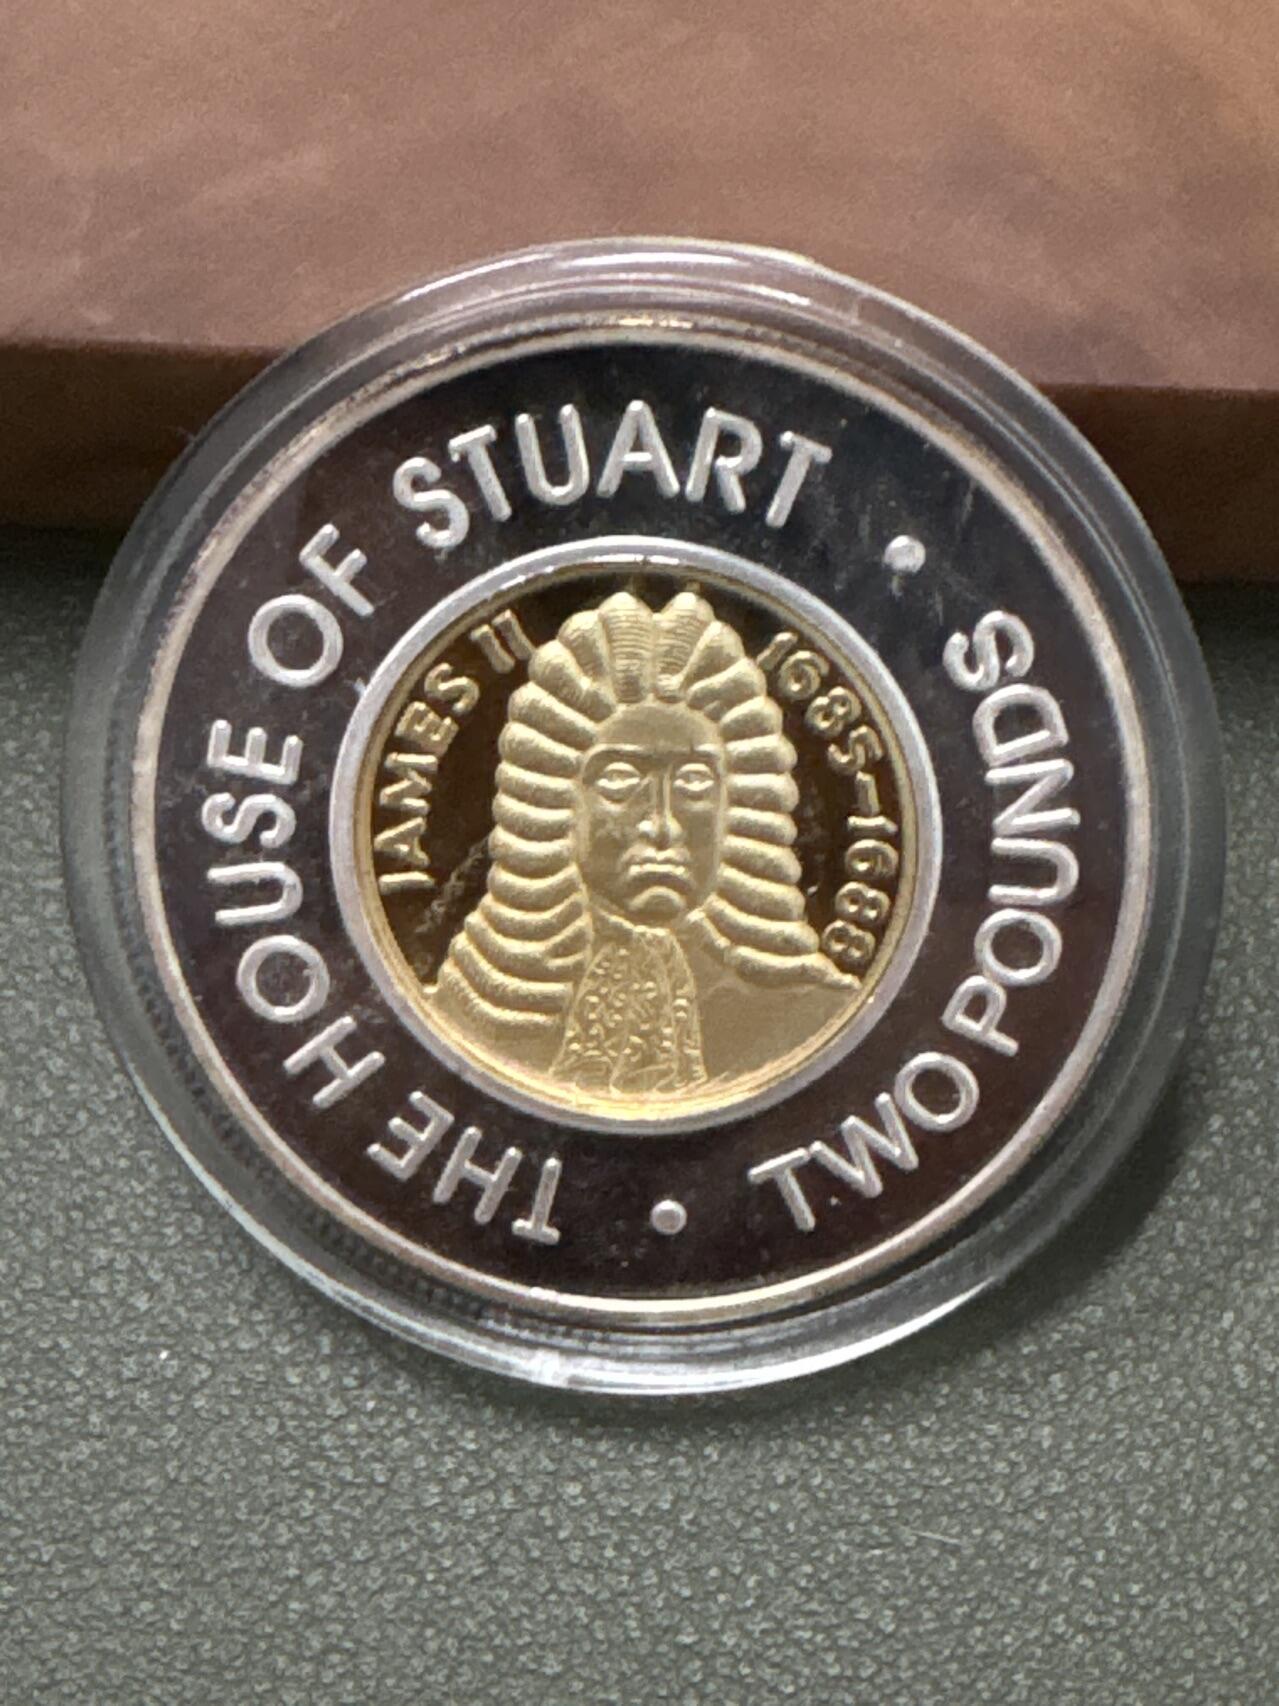 THE HOUSE OF STUART • TWO POUNDS
JAMES II 1685-1688